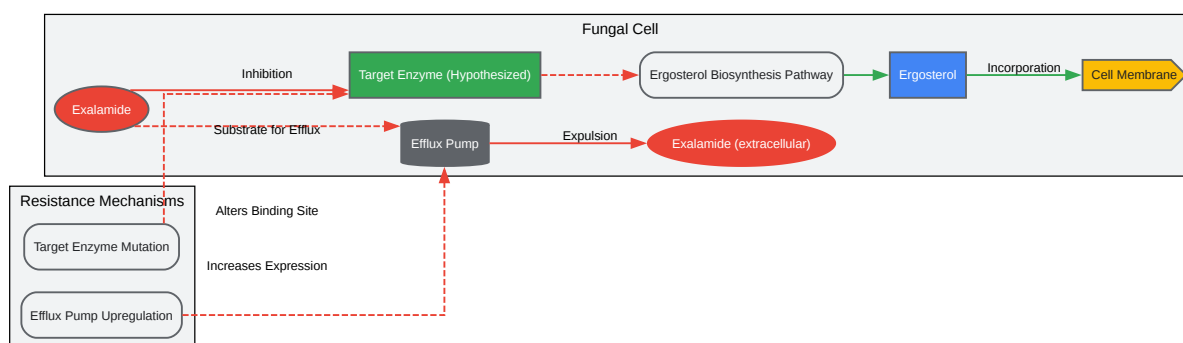 Fungal Cell
Inhibition
Target Enzyme (Hypothesized)
Ergosterol Biosynthesis Pathway
Ergosterol
Incorporation
Cell Membrane
Exalamide
Substrate for Efflux
Efflux Pump
Expulsion
Exalamide (extracellular)
Resistance Mechanisms
Alters Binding Site
Target Enzyme Mutation
Increases Expression
Efflux Pump Upregulation